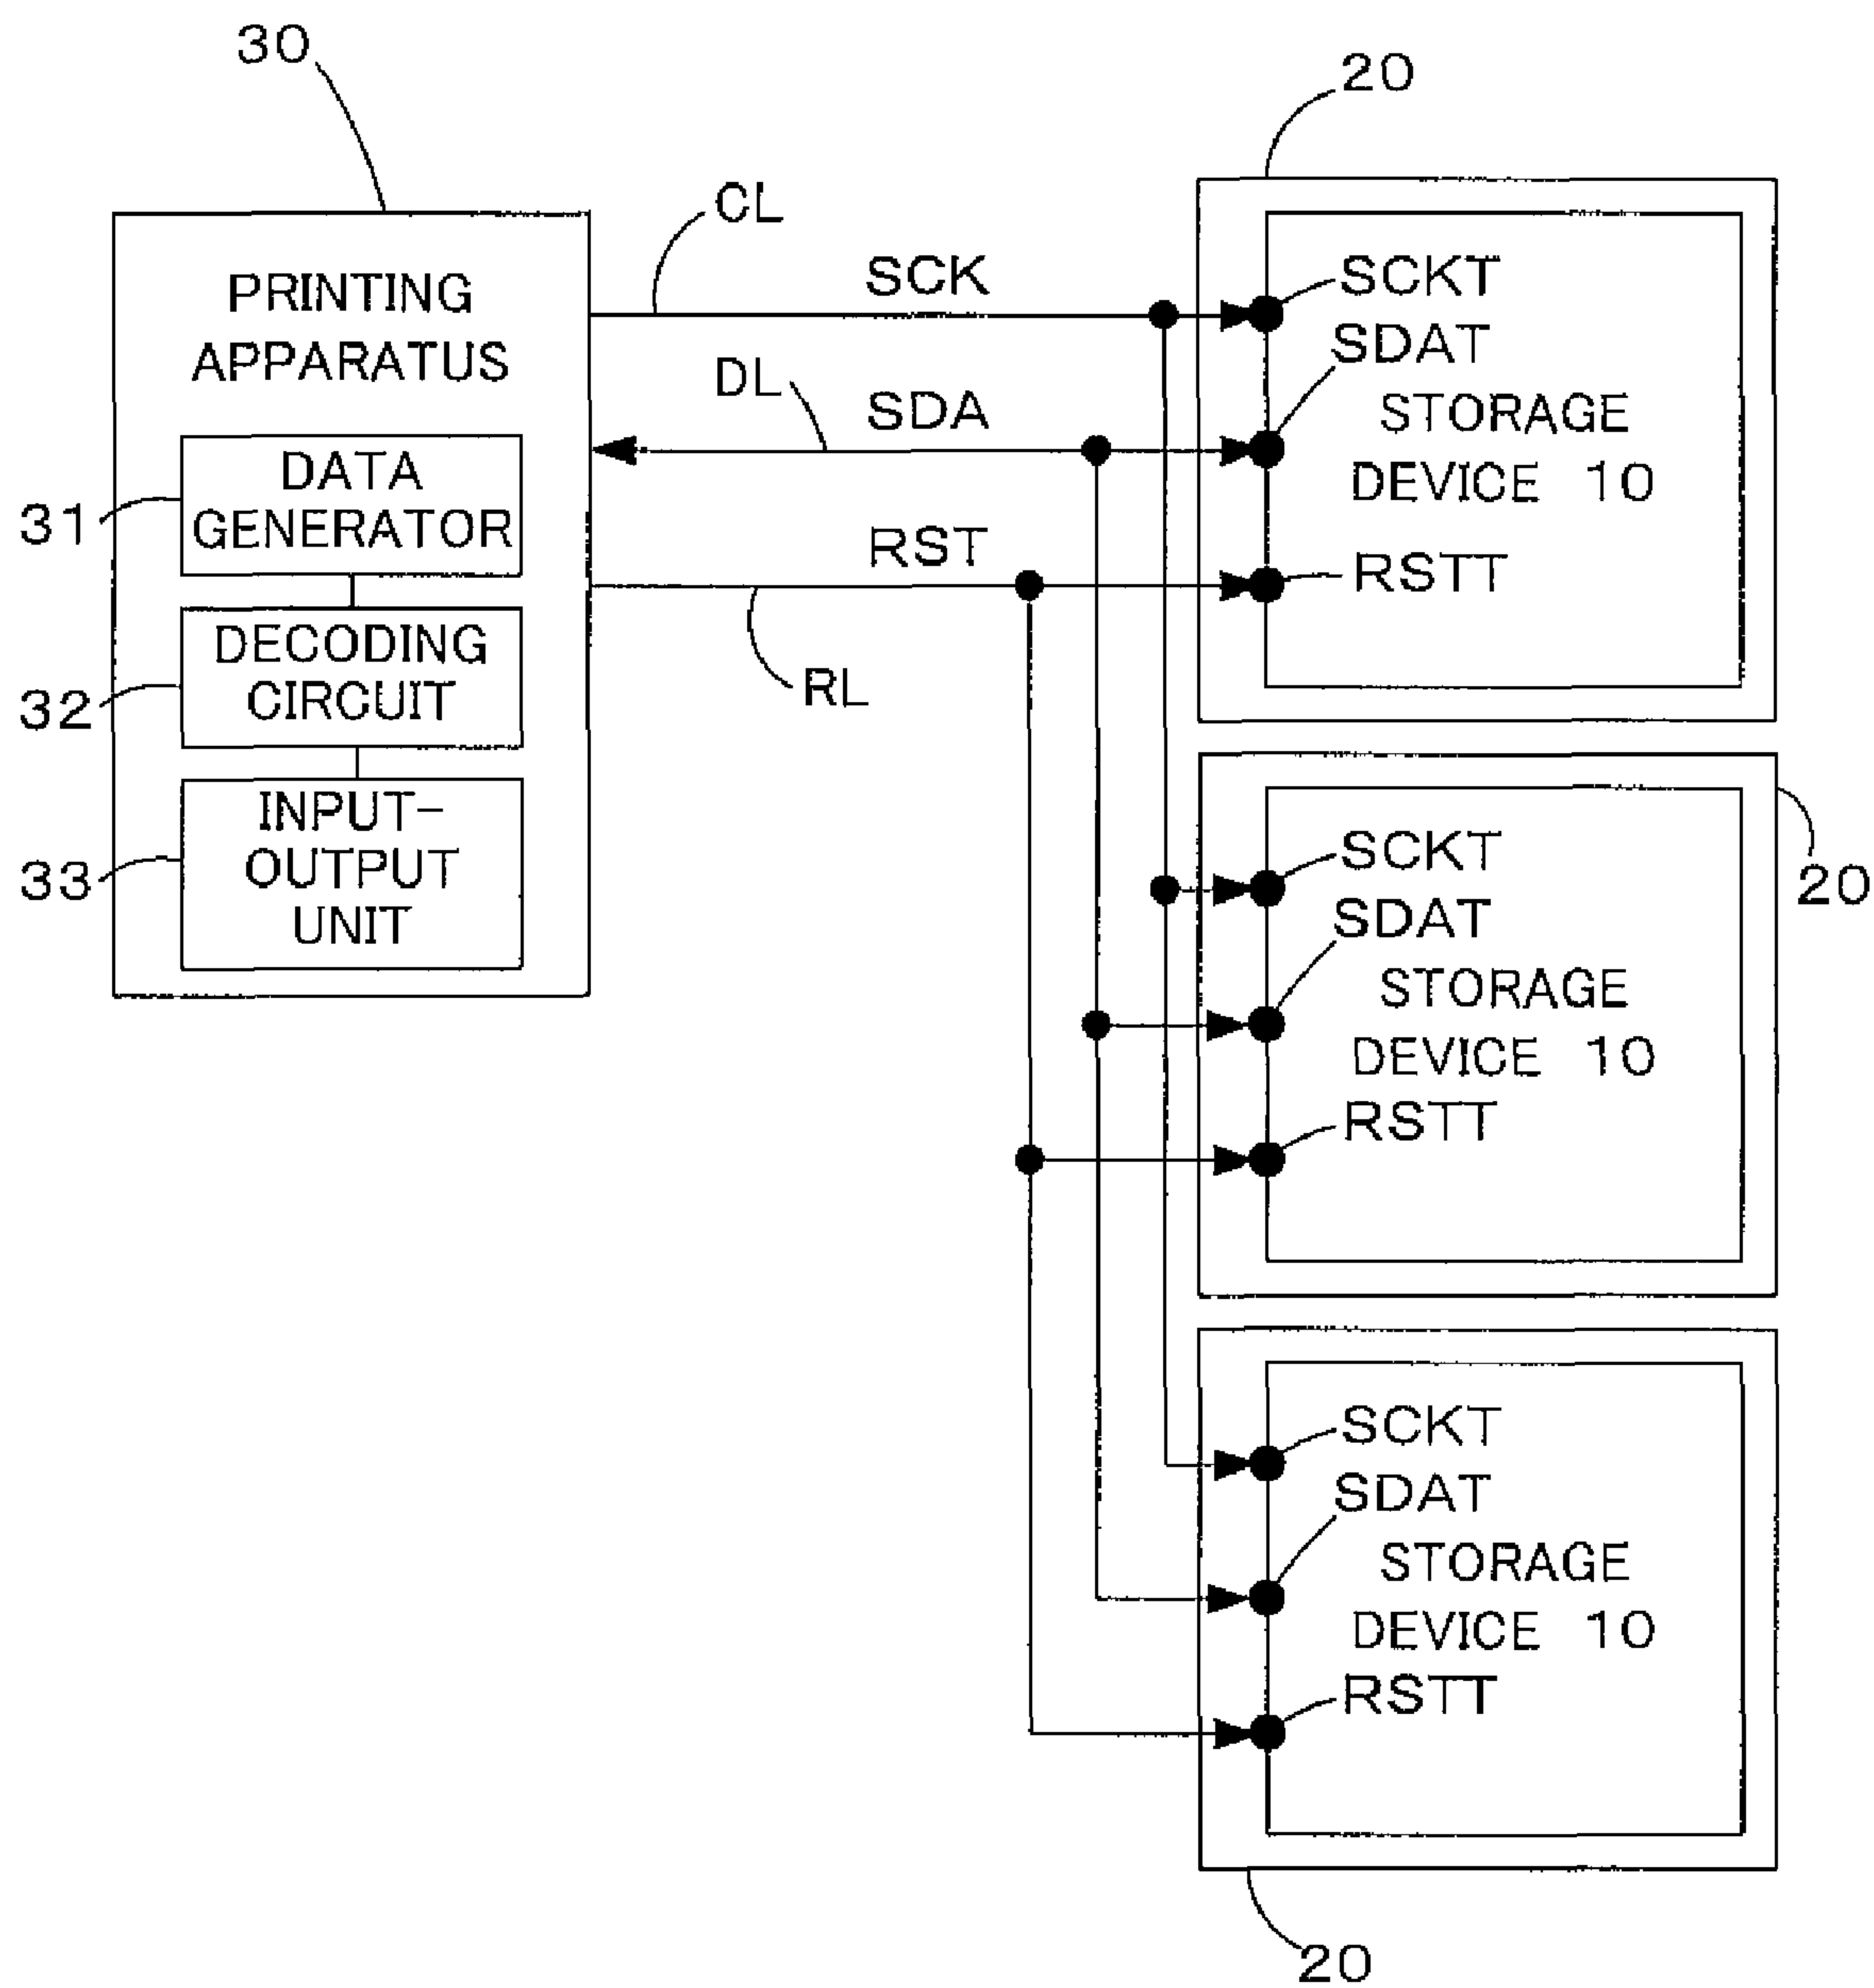 30
20
CL
SCK
PRINTING
APPARATUS
DL
SDA
RST
RL
31
DATA
GENERATOR
32
DECODING
CIRCUIT
33
INPUT-
OUTPUT
UNIT
SCKT
SDAT
STORAGE
DEVICE 10
RSTT
20
SCKT
SDAT
STORAGE
DEVICE 10
RSTT
SCKT
SDAT
STORAGE
DEVICE 10
RSTT
20